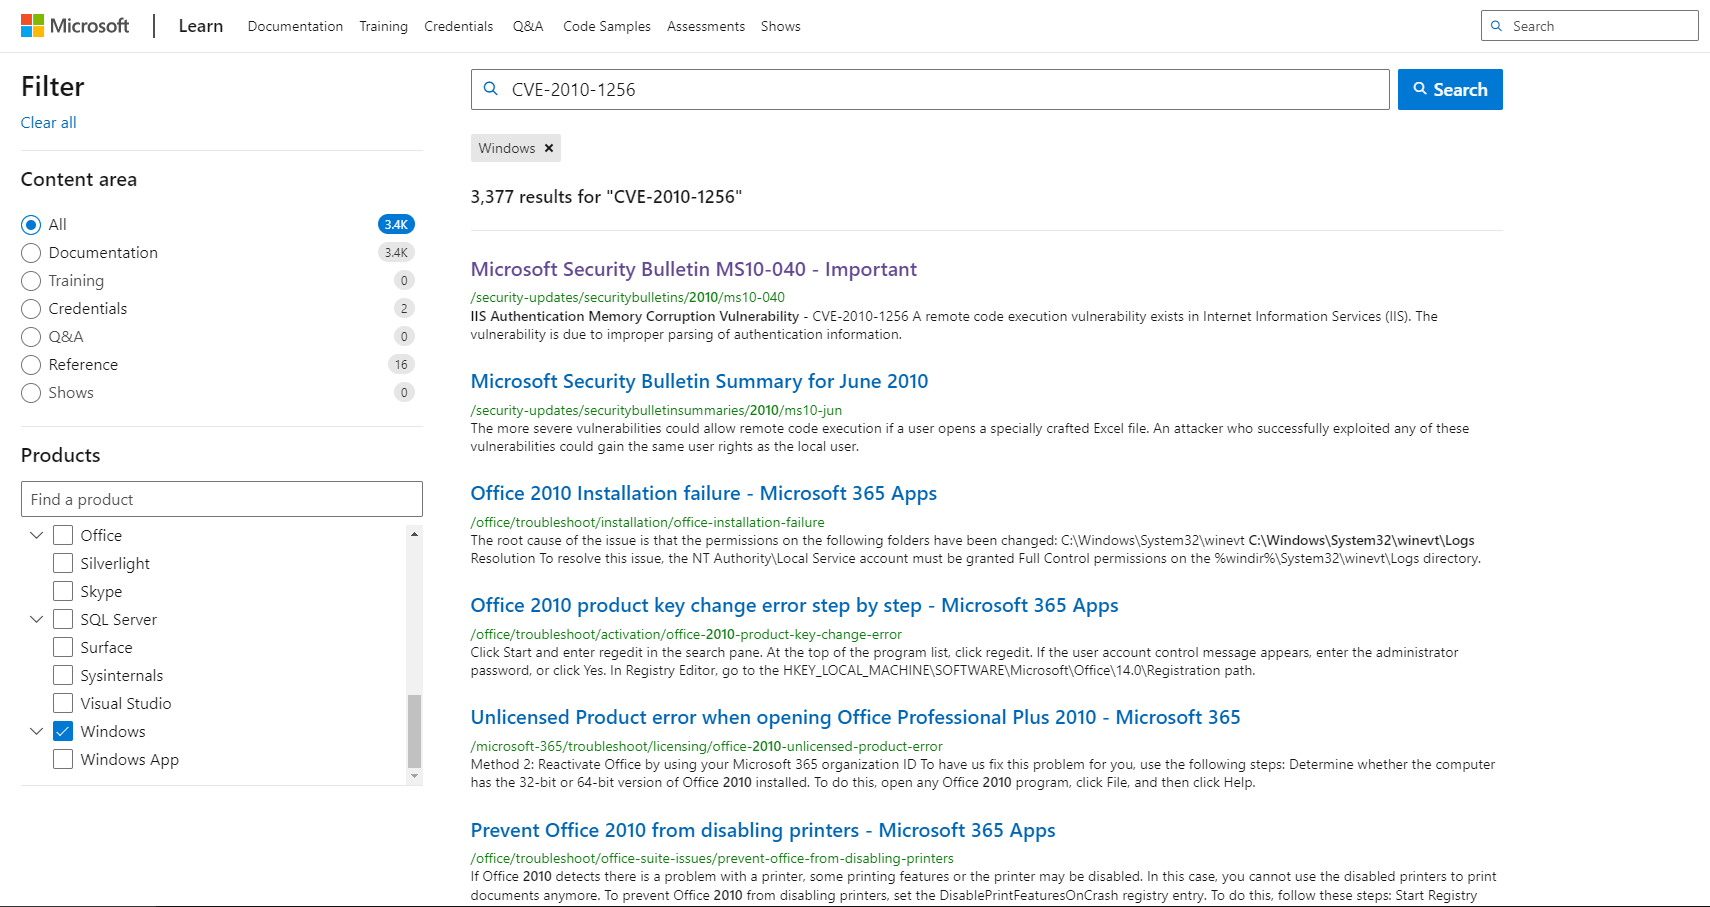 Microsoft
Learn
Documentation
Training
Credentials
Q&A
Code Samples
Assessments
Shows
Search
Filter
Clear all
Content area
All
3.4K
Documentation
3.4K
Training
0
Credentials
2
Q&A
0
Reference
16
Shows
0
Products
Find a product
Office
Silverlight
Skype
SQL Server
Surface
Sysinternals
Visual Studio
Windows
Windows App
CVE-2010-1256
Search
Windows
3,377 results for "CVE-2010-1256"
Microsoft Security Bulletin MS10-040 - Important
/security-updates/securitybulletins/2010/ms10-040
IIS Authentication Memory Corruption Vulnerability - CVE-2010-1256 A remote code execution vulnerability exists in Internet Information Services (IIS). The
vulnerability is due to improper parsing of authentication information.
Microsoft Security Bulletin Summary for June 2010
/security-updates/securitybulletinsummaries/2010/ms10-jun
The more severe vulnerabilities could allow remote code execution if a user opens a specially crafted Excel file. An attacker who successfully exploited any of these
vulnerabilities could gain the same user rights as the local user.
Office 2010 Installation failure - Microsoft 365 Apps
/office/troubleshoot/installation/office-installation-failure
The root cause of the issue is that the permissions on the following folders have been changed: C:\Windows\System32\winevt C:\Windows\System32\winevt\Logs
Resolution To resolve this issue, the NT Authority\Local Service account must be granted Full Control permissions on the %windir%\System32\winevt\Logs directory.
Office 2010 product key change error step by step - Microsoft 365 Apps
/office/troubleshoot/activation/office-2010-product-key-change-error
Click Start and enter regedit in the search pane. At the top of the program list, click regedit. If the user account control message appears, enter the administrator
password, or click Yes. In Registry Editor, go to the HKEY_LOCAL_MACHINE\SOFTWARE\Microsoft\Office\14.0\Registration path.
Unlicensed Product error when opening Office Professional Plus 2010 - Microsoft 365
/microsoft-365/troubleshoot/licensing/office-2010-unlicensed-product-error
Method 2: Reactivate Office by using your Microsoft 365 organization ID To have us fix this problem for you, use the following steps: Determine whether the computer
has the 32-bit or 64-bit version of Office 2010 installed. To do this, open any Office 2010 program, click File, and then click Help.
Prevent Office 2010 from disabling printers - Microsoft 365 Apps
/office/troubleshoot/office-suite-issues/prevent-office-from-disabling-printers
If Office 2010 detects there is a problem with a printer, some printing features or the printer may be disabled. In this case, you cannot use the disabled printers to print
documents anymore. To prevent Office 2010 from disabling printers, set the DisablePrintFeaturesOnCrash registry entry. To do this, follow these steps: Start Registry